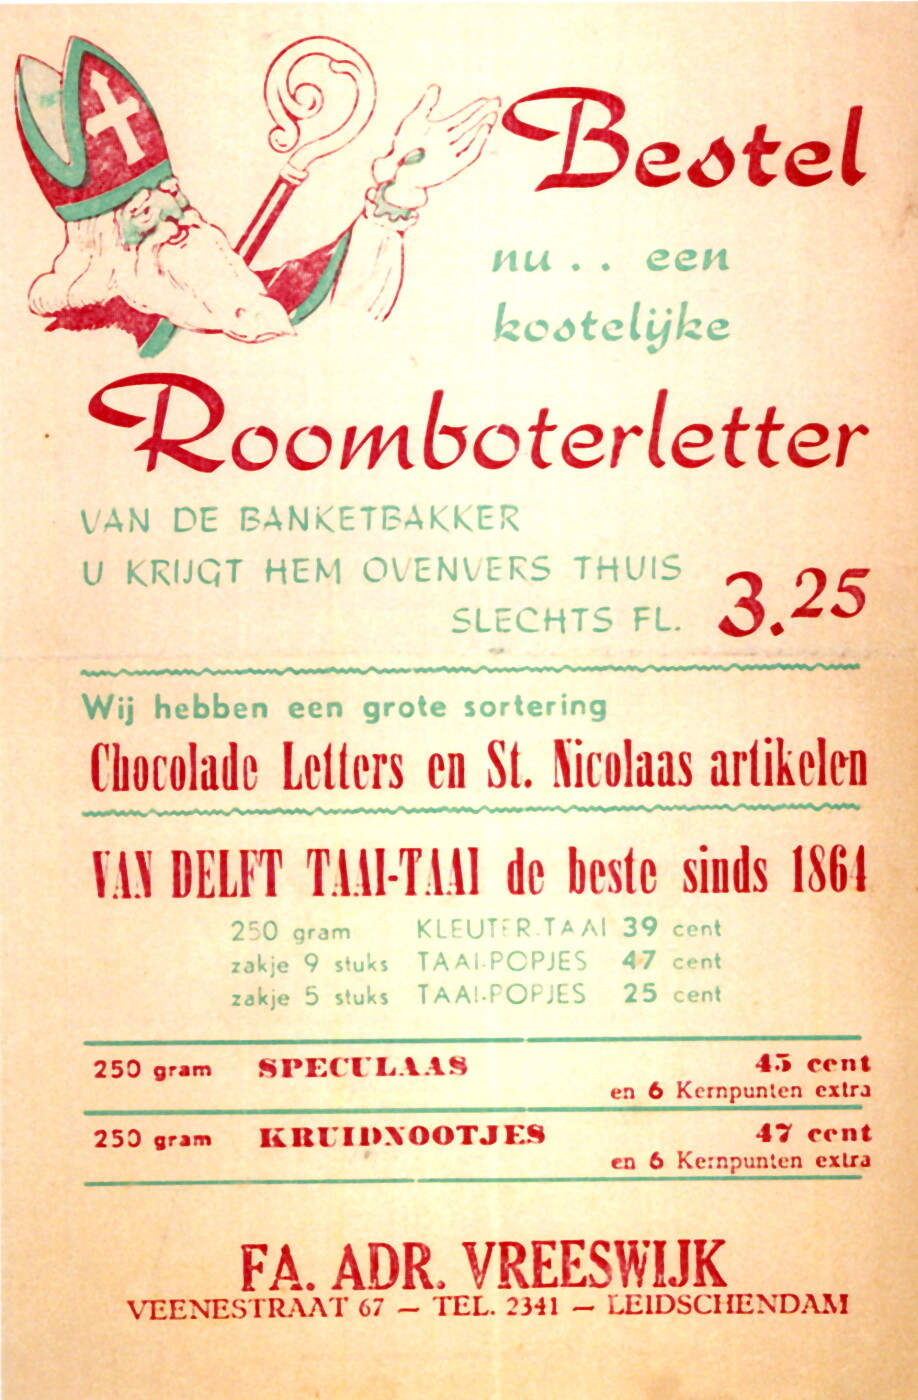 Bestel
nu . . een
kostelijke
Roomboterletter
VAN DE BANKETBAKKER
U KRIJGT HEM OVENVERS THUIS
SLECHTS FL. 3.25
Wij hebben een grote sortering
Chocolade Letters en St. Nicolaas artikelen
VAN DELFT TAAI-TAAI de beste sinds 1864
250 gram KLEUTER-TAAI 39 cent
zakje 9 stuks TAAI-POPJES 47 cent
zakje 5 stuks TAAI-POPJES 25 cent
250 gram SPECULAAS 45 cent
en 6 Kernpunten extra
250 gram KRUIDNOOTJES 47 cent
en 6 Kernpunten extra
FA. ADR. VREESWIJK
VEENESTRAAT 67 — TEL. 2341 — LEIDSCHENDAM